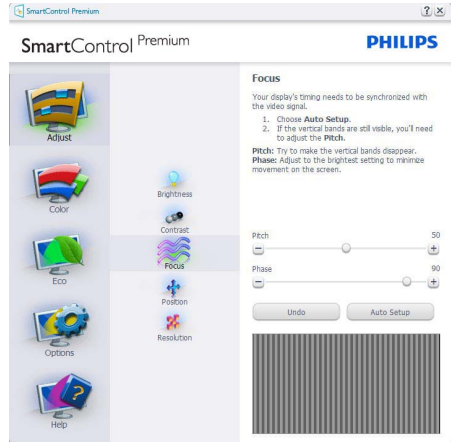 SmartControl Premium
? X
SmartControl Premium
PHILIPS
Adjust
Color
Eco
Options
Help
Brightness
Contrast
Focus
Position
Resolution
Focus
Your display's timing needs to be synchronized with
the video signal.
1. Choose Auto Setup.
2. If the vertical bands are still visible, you'll need
to adjust the Pitch.
Pitch: Try to make the vertical bands disappear.
Phase: Adjust to the brightest setting to minimize
movement on the screen.
Pitch 50
Phase 90
Undo Auto Setup